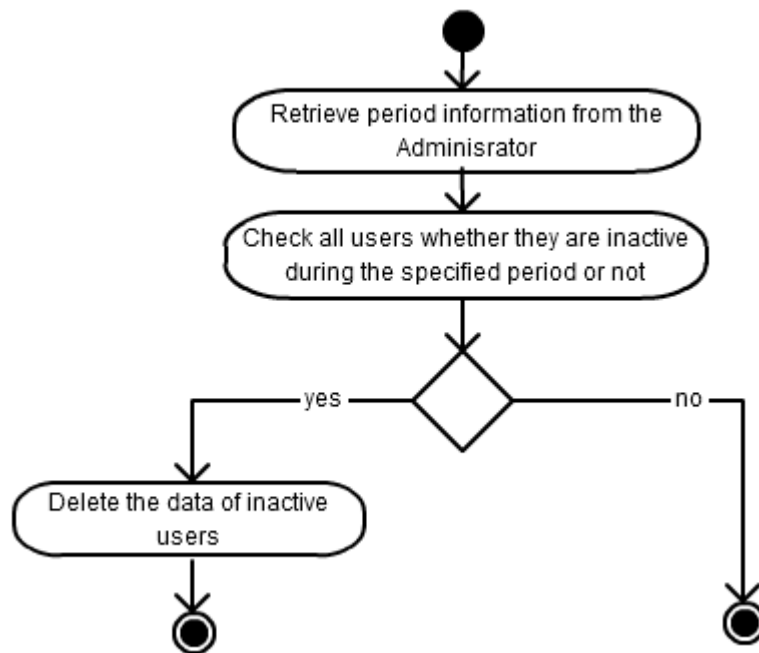 Retrieve period information from the
Adminisrator
Check all users whether they are inactive
during the specified period or not
yes
no
Delete the data of inactive
users